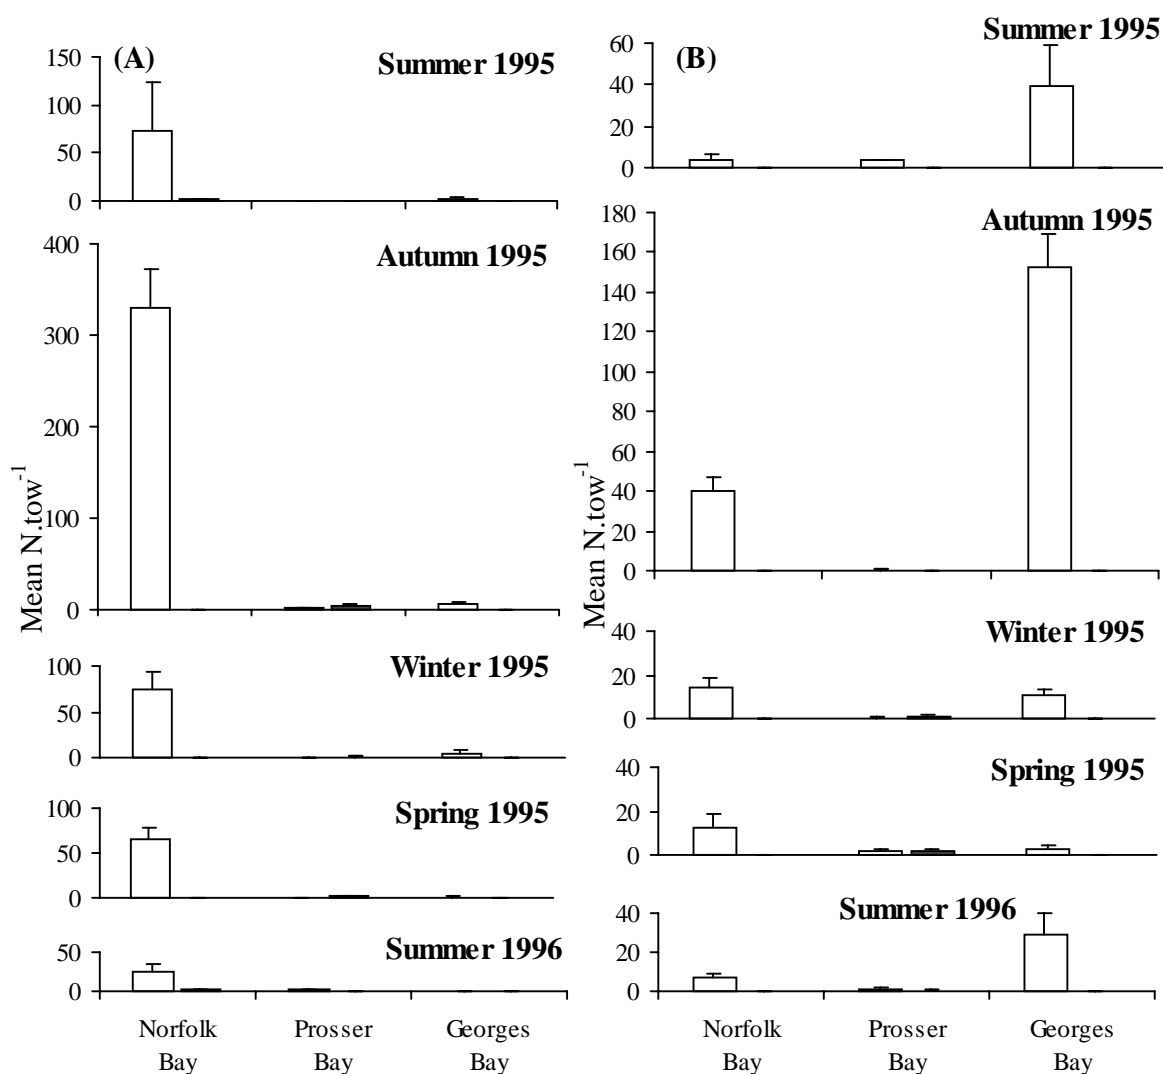 (A)
Summer 1995
150
100
50
0
Autumn 1995
400
300
200
100
0
Mean N.tow-1
Winter 1995
100
50
0
Spring 1995
100
50
0
Summer 1996
50
0
Norfolk Bay
Prosser Bay
Georges Bay
(B)
Summer 1995
60
40
20
0
Autumn 1995
180
160
140
120
100
80
60
40
20
0
Mean N.tow-1
Winter 1995
40
20
0
Spring 1995
40
20
0
Summer 1996
40
20
0
Norfolk Bay
Prosser Bay
Georges Bay